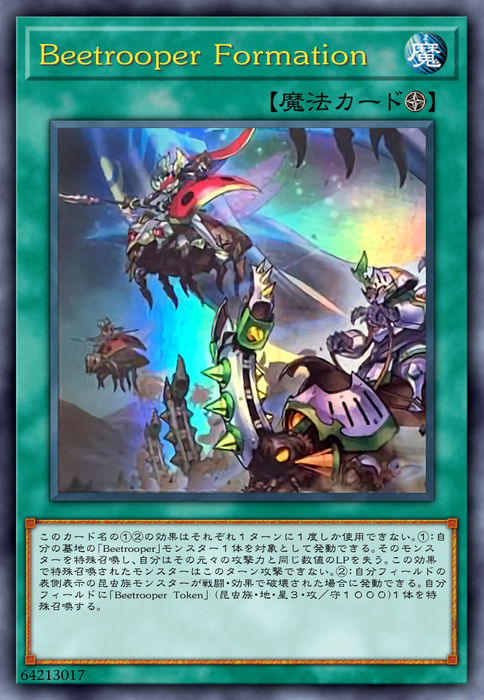 Beetrooper Formation
魔
【魔法カード】
このカード名の①②の効果はそれぞれ1ターンに1度しか使用できない。①:自
分の墓地の「Beetrooper」モンスター1体を対象として発動できる。そのモンス
ターを特殊召喚し、自分はその元々の攻撃力と同じ数値のLPを失う。この効果
で特殊召喚されたモンスターはこのターン攻撃できない。②:自分フィールドの
表側表示の昆虫族モンスターが戦闘・効果で破壊された場合に発動できる。自分
フィールドに「Beetrooper Token」(昆虫族・地・星3・攻/守1000)1体を特
殊召喚する。
64213017